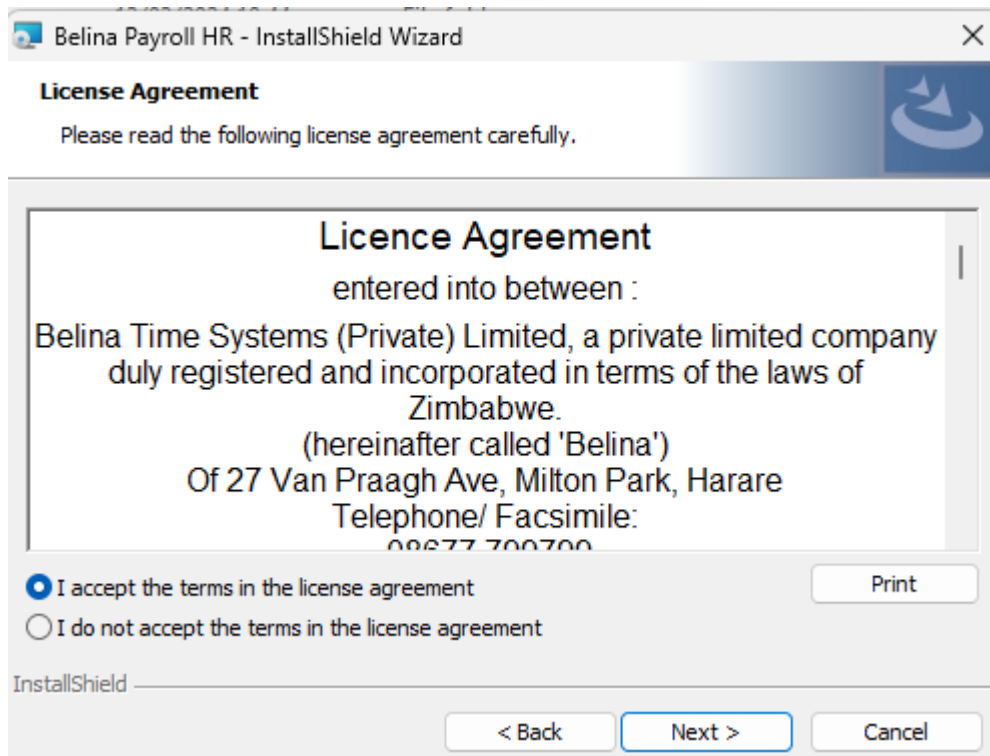 Belina Payroll HR - InstallShield Wizard
License Agreement
Please read the following license agreement carefully.
Licence Agreement
entered into between :
Belina Time Systems (Private) Limited, a private limited company
duly registered and incorporated in terms of the laws of
Zimbabwe.
(hereinafter called 'Belina')
Of 27 Van Praagh Ave, Milton Park, Harare
Telephone/ Facsimile:
I accept the terms in the license agreement
Print
I do not accept the terms in the license agreement
InstallShield
< Back
Next >
Cancel